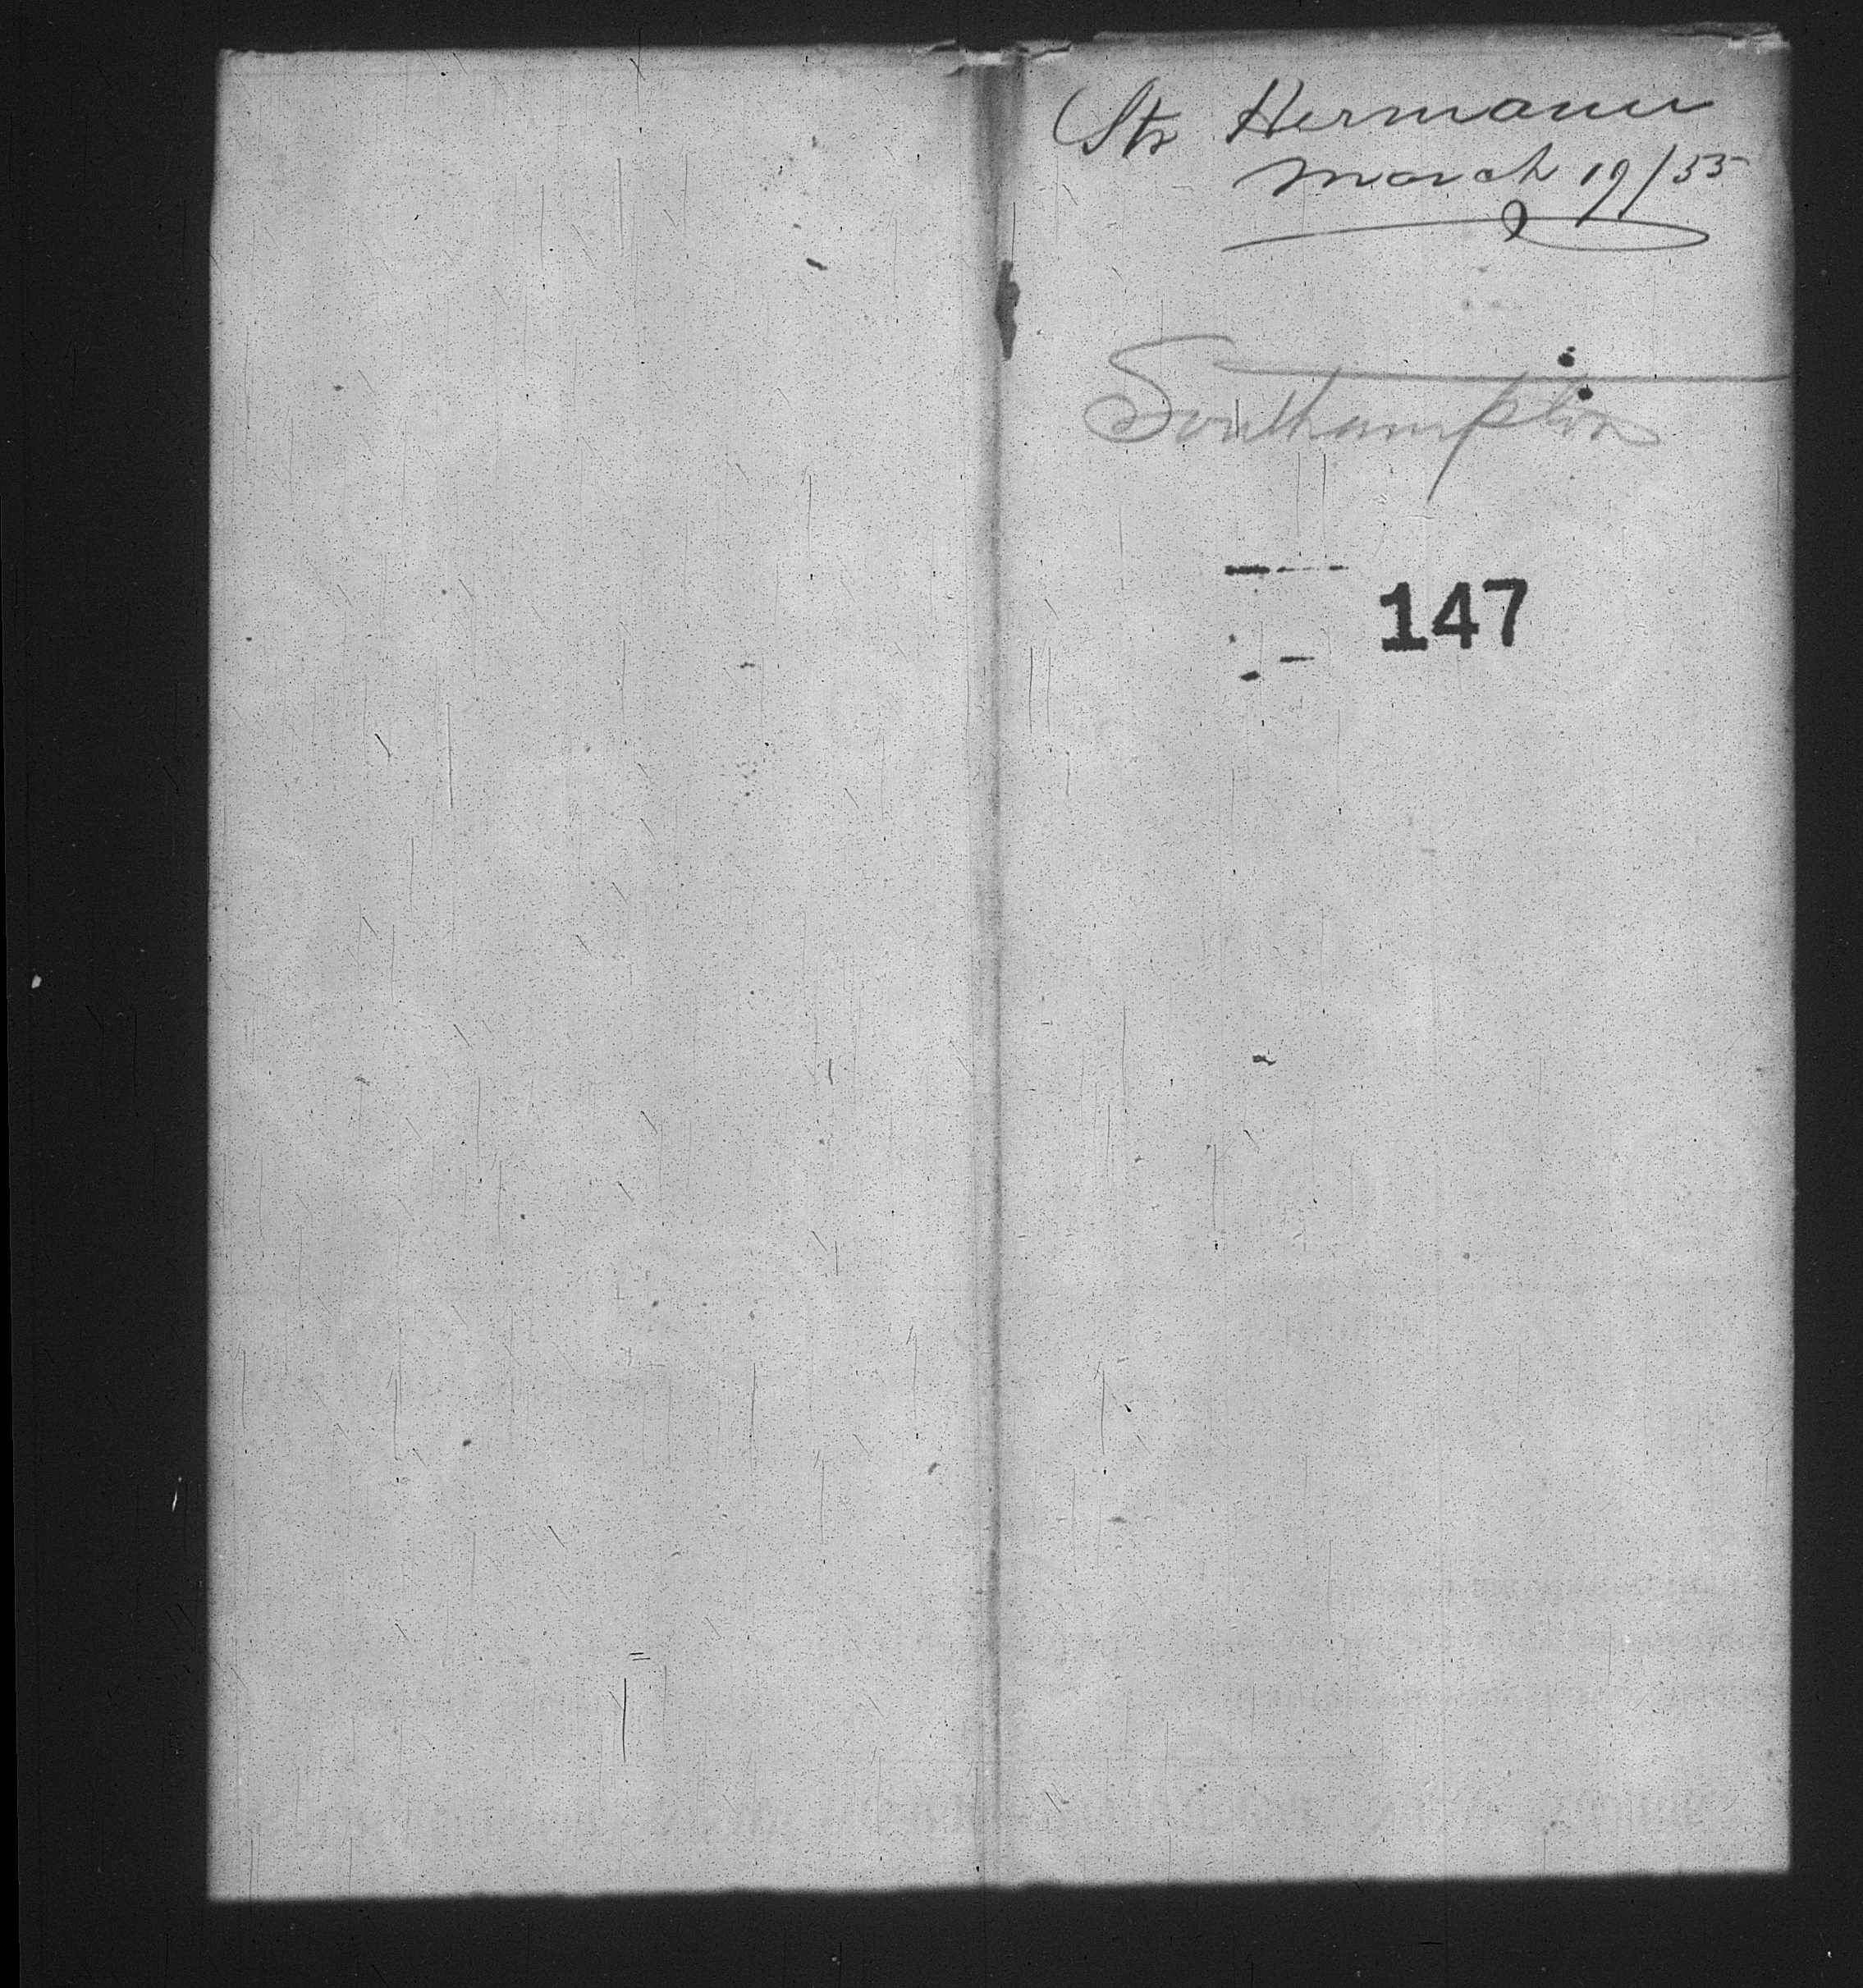 Str Hermann
March 19/55
Southampton
147